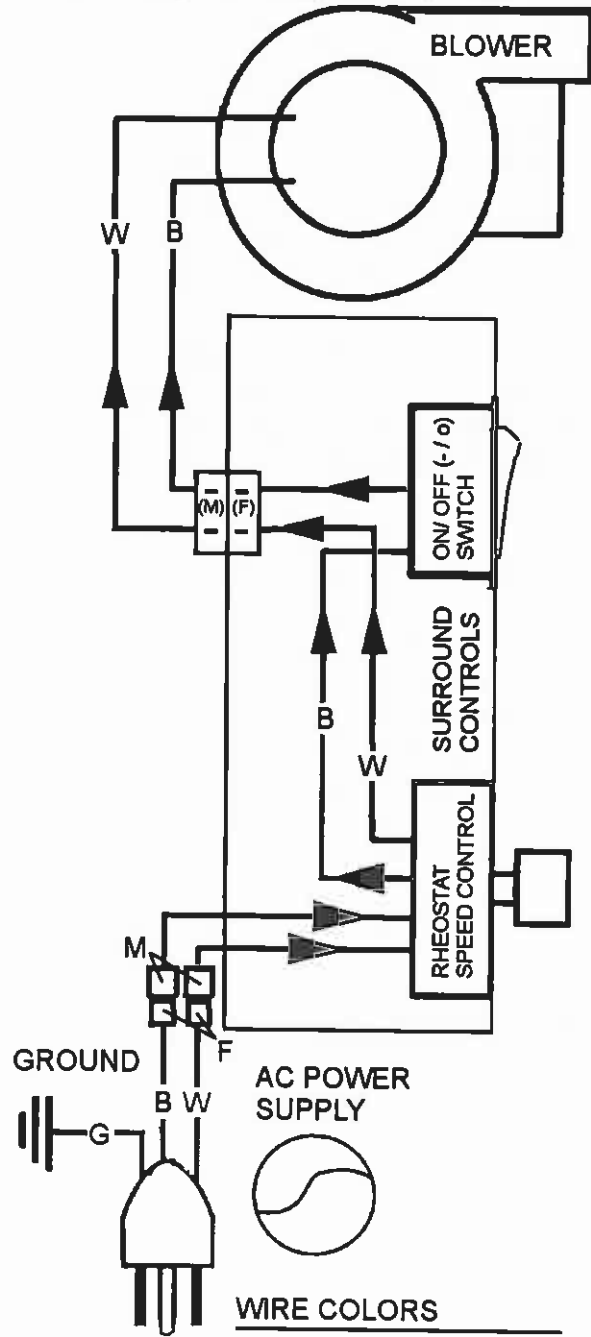 BLOWER
W
B
(M)
(F)
ON/ OFF (- / o)
SWITCH
SURROUND
CONTROLS
B
W
RHEOSTAT
SPEED CONTROL
M
F
GROUND
AC POWER
SUPPLY
B
W
G
WIRE COLORS